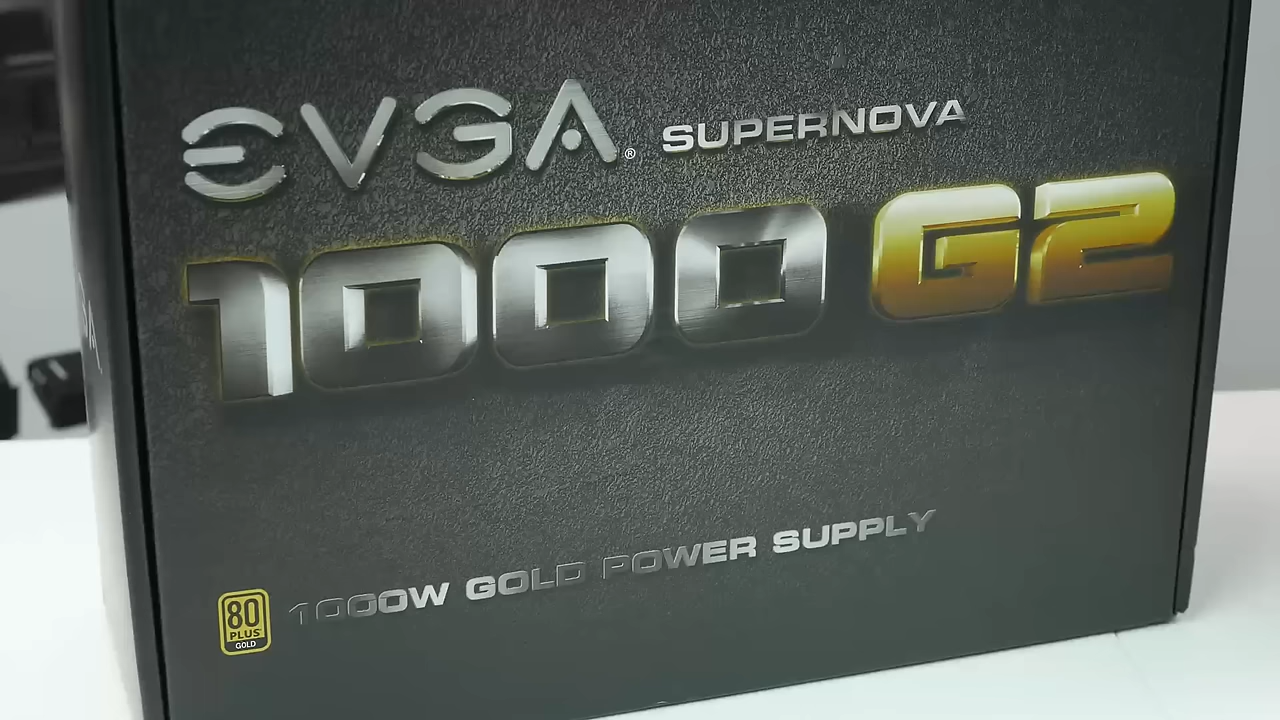 EVGA® SUPERNOVA
1000 G2
1000W GOLD POWER SUPPLY
80
PLUS
GOLD